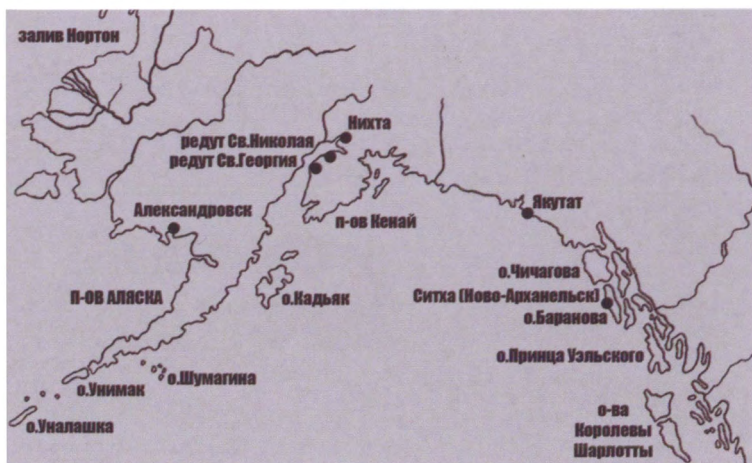 залив Нортон
Нихта
редут Св.Николая
редут Св.Георгия
Александровск
Якутат
п-ов Кенай
о.Чичагова
П-ОВ АЛЯСКА
о.Кадьяк
Ситха (Ново-Арханельск)
о.Баранова
о.Принца Уэльского
о.Шумагина
о.Унимак
о.Уналашка
о-ва
Королевы
Шарлотты